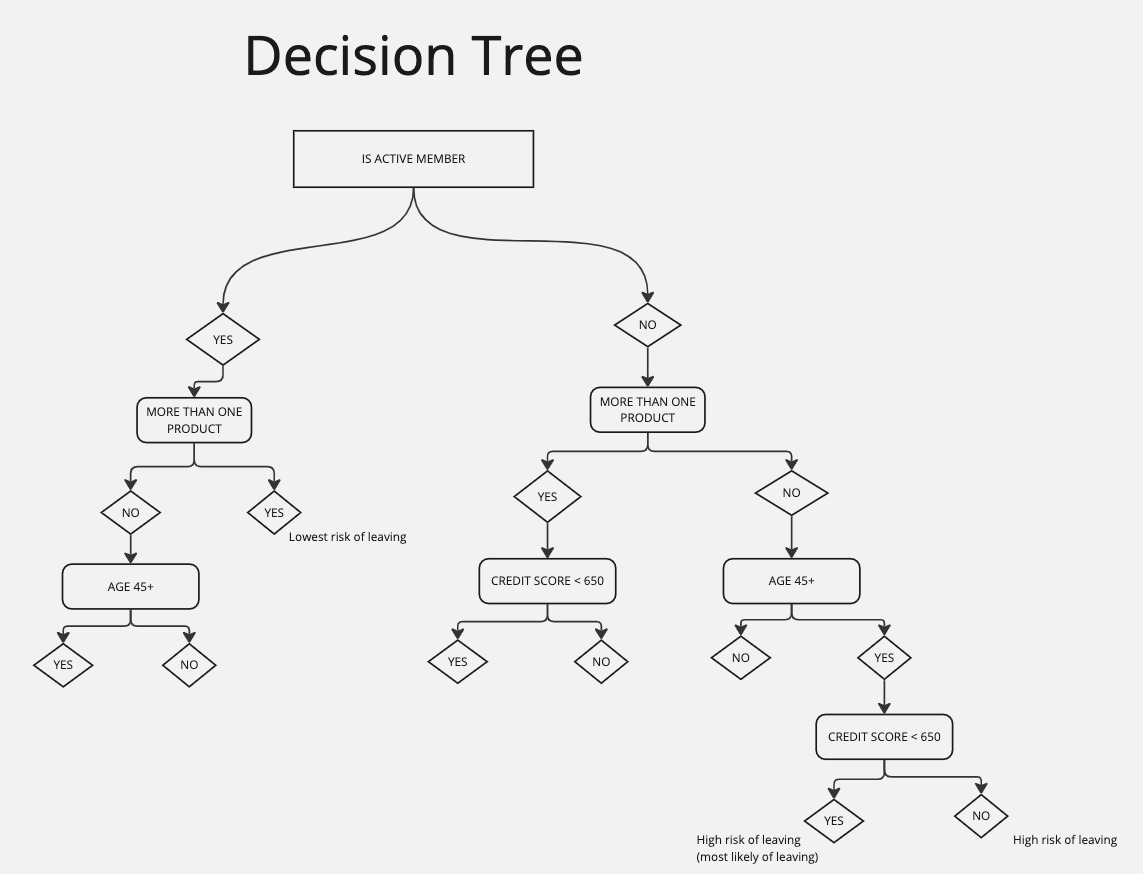 Decision Tree
IS ACTIVE MEMBER
YES
NO
MORE THAN ONE
PRODUCT
MORE THAN ONE
PRODUCT
NO
YES
Lowest risk of leaving
YES
NO
AGE 45+
CREDIT SCORE < 650
AGE 45+
YES
NO
YES
NO
NO
YES
CREDIT SCORE < 650
YES
NO
High risk of leaving
(most likely of leaving)
High risk of leaving